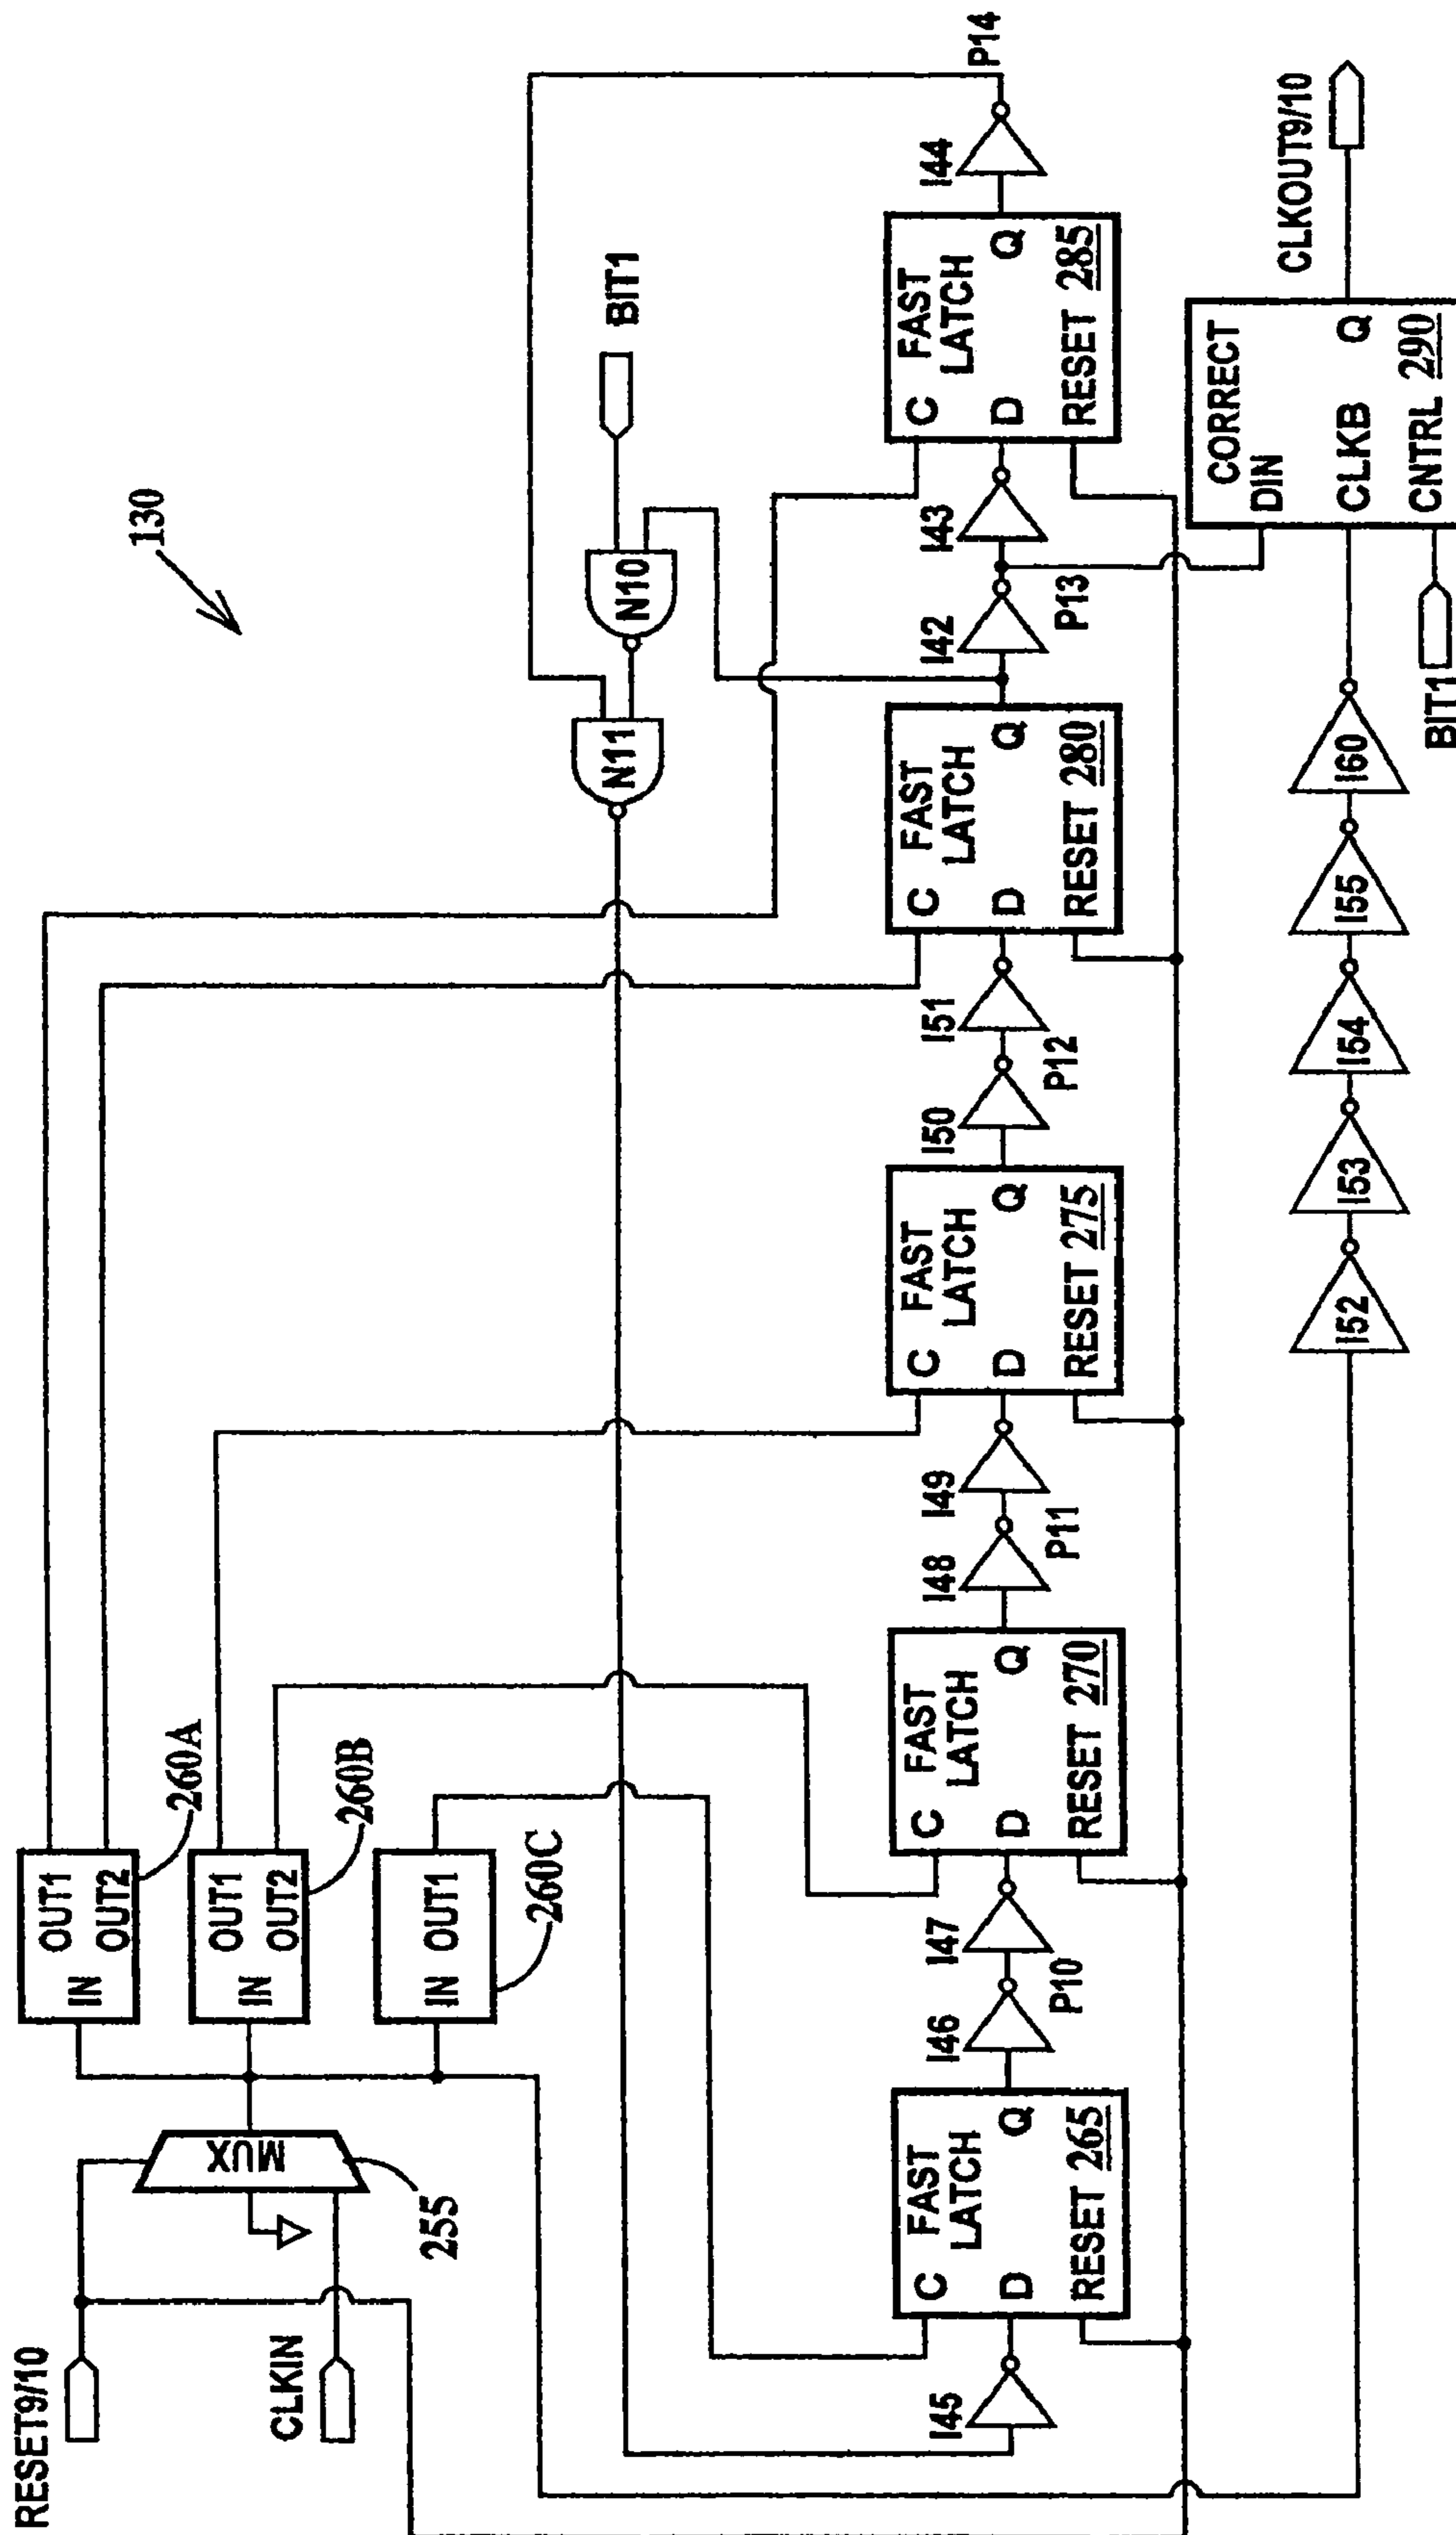 130
RESET9/10
CLKIN
MUX
255
IN
OUT1
OUT2
260A
IN
OUT1
OUT2
260B
IN OUT1
260C
N11
N10
BIT1
P14
I45
C
FAST
LATCH
D
Q
RESET 265
I46
P10
I47
C
FAST
LATCH
D
Q
RESET 270
I48
P11
I49
C
FAST
LATCH
D
Q
RESET 275
I50
P12
I51
C
FAST
LATCH
D
Q
RESET 280
I42
P13
I43
C
FAST
LATCH
D
Q
RESET 285
I44
I52
I53
I54
I55
I60
BIT1
CORRECT
DIN
CLKB
Q
CNTRL 290
CLKOUT9/10